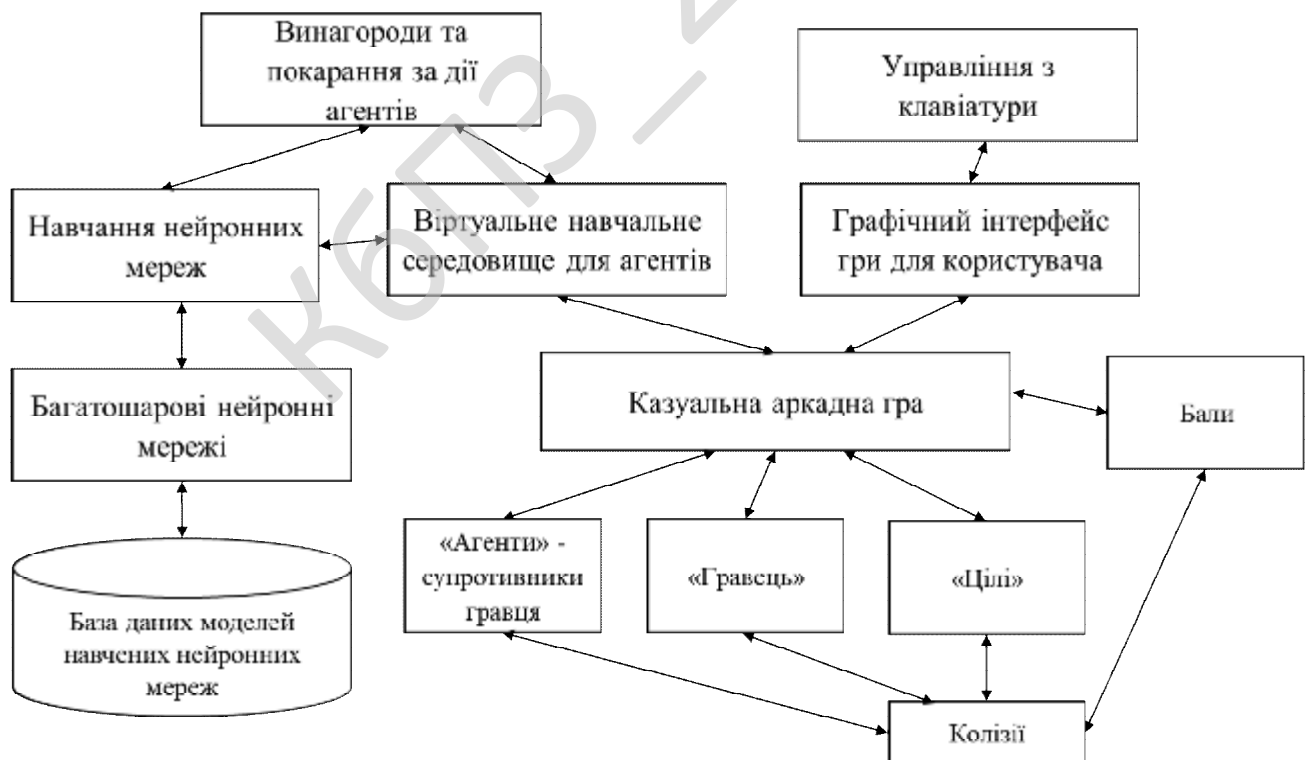 Винагороди та
покарання за дії
агентів
Управління з
клавіатури
Навчання нейронних
мереж
Віртуальне навчальне
середовище для агентів
Графічний інтерфейс
гри для користувача
Багатошарові нейронні
мережі
Казуальна аркадна гра
Бали
«Агенти» -
супротивники
гравця
«Гравець»
«Цілі»
База даних моделей
навчених нейронних
мереж
Колізії
КбПЗ_2